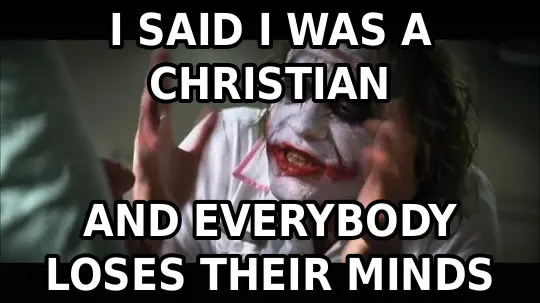 I SAID I WAS A
CHRISTIAN
AND EVERYBODY
LOSES THEIR MINDS